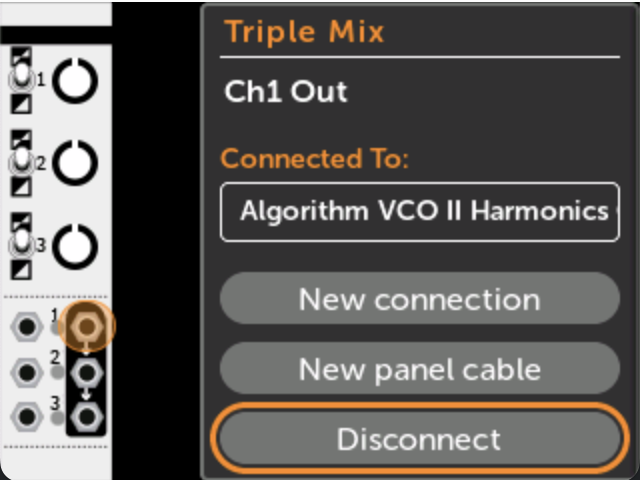 Triple Mix
Ch1 Out
Connected To:
Algorithm VCO II Harmonics
New connection
New panel cable
Disconnect
1
2
3
1
2
3